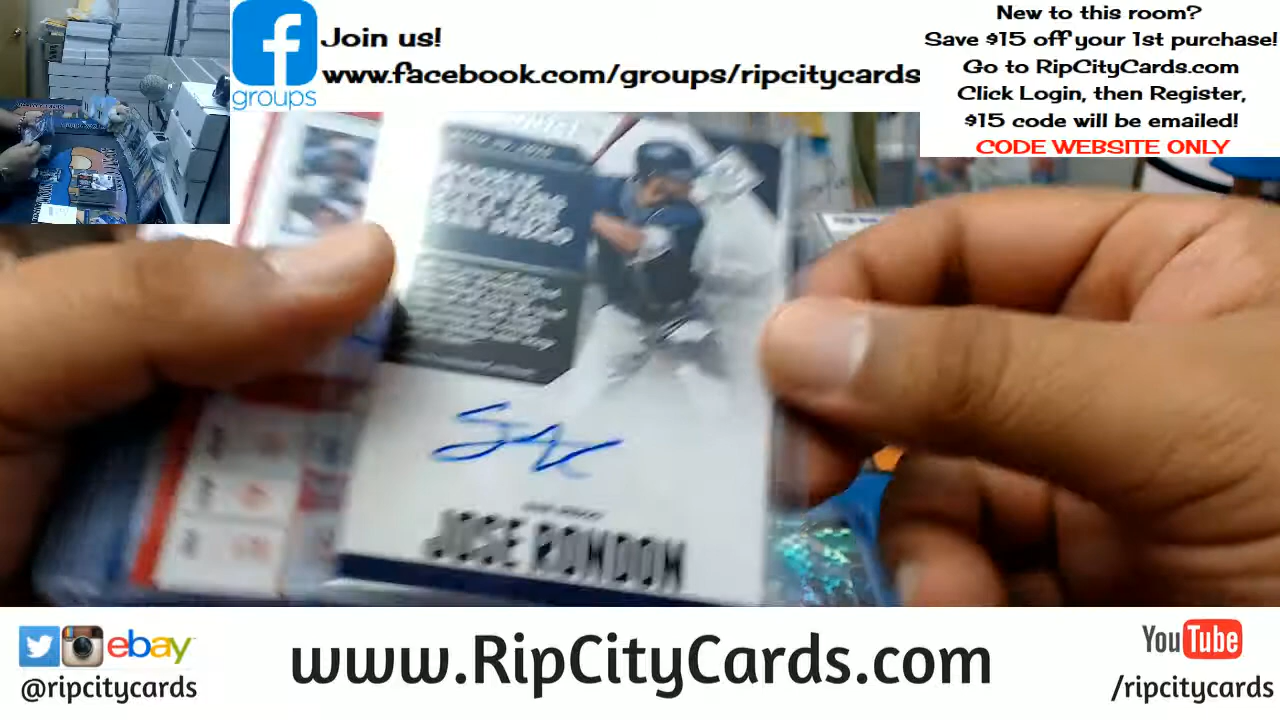 Join us!
www.facebook.com/groups/ripcitycards
groups
New to this room?
Save $15 off your 1st purchase!
Go to RipCityCards.com
Click Login, then Register,
$15 code will be emailed!
CODE WEBSITE ONLY
JOSE RONDON
ebay
@ripcitycards
www.RipCityCards.com
YouTube
/ripcitycards